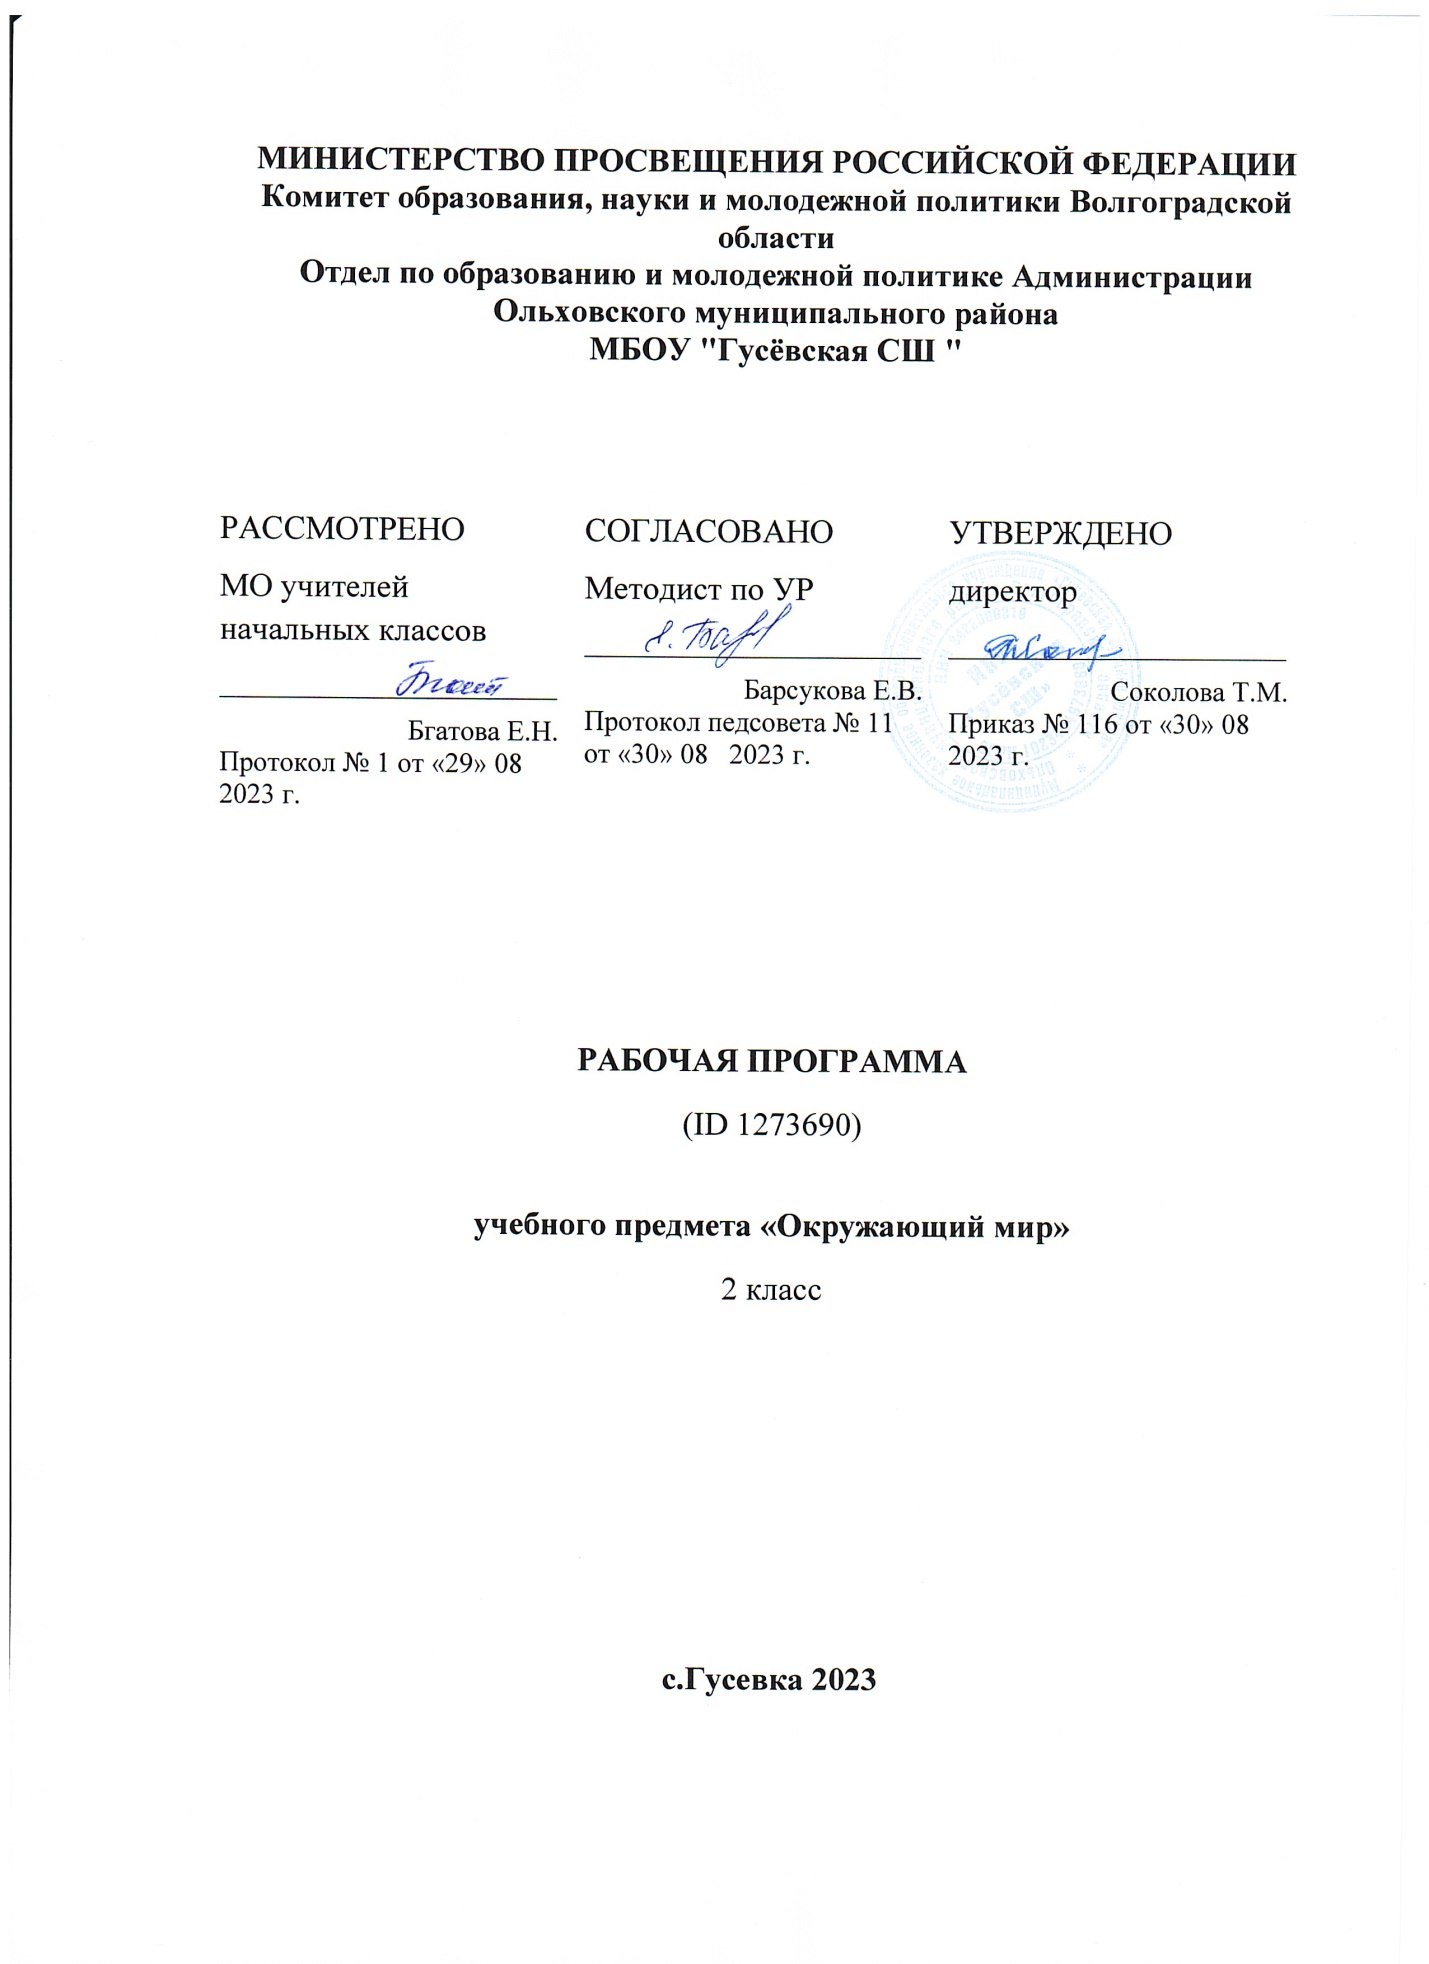 МИНИСТЕРСТВО ПРОСВЕЩЕНИЯ РОССИЙСКОЙ ФЕДЕРАЦИИ
Комитет образования, науки и молодежной политики Волгоградской
области
Отдел по образованию и молодежной политике Администрации
Ольховского муниципального района
МБОУ "Гусёвская СШ "
РАССМОТРЕНО
МО учителей
начальных классов
Бгатова Е.Н.
Протокол № 1 от «29» 08
2023 г.
СОГЛАСОВАНО
Методист по УР
Барсукова Е.В.
Протокол педсовета № 11
от «30» 08 2023 г.
УТВЕРЖДЕНО
директор
Соколова Т.М.
Приказ № 116 от «30» 08
2023 г.
РАБОЧАЯ ПРОГРАММА
(ID 1273690)
учебного предмета «Окружающий мир»
2 класс
с.Гусевка 2023